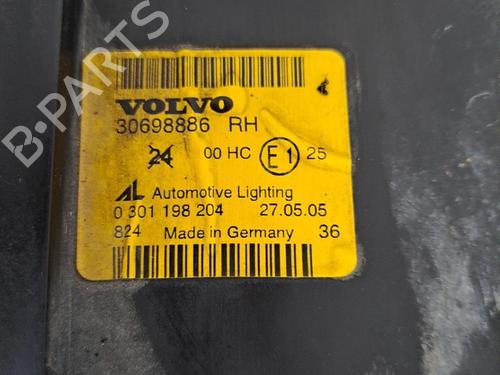 VOLVO
30698886 RH
24 00 HC E1 25
AL Automotive Lighting
0 301 198 204 27.05.05
824 Made in Germany 36
B-PARTS